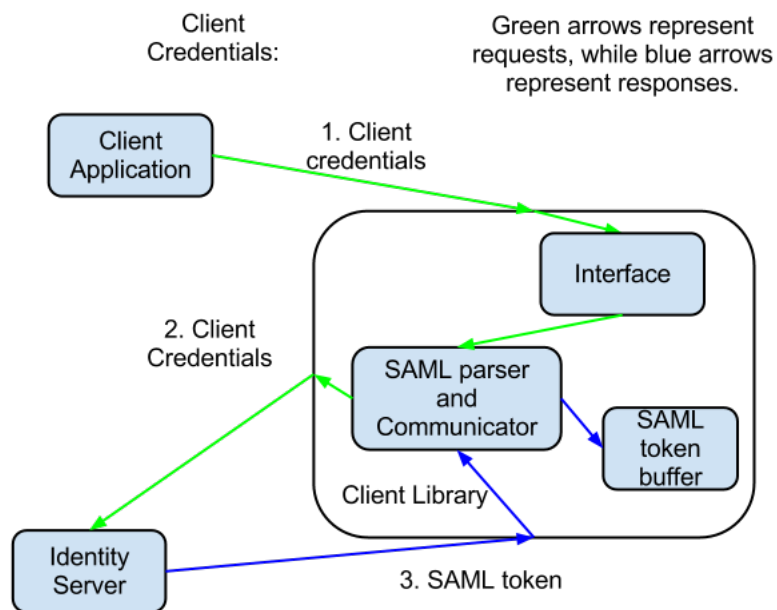 Client
Credentials:
Green arrows represent
requests, while blue arrows
represent responses.
Client
Application
1. Client
credentials
Interface
2. Client
Credentials
SAML parser
and
Communicator
SAML
token
buffer
Client Library
Identity
Server
3. SAML token